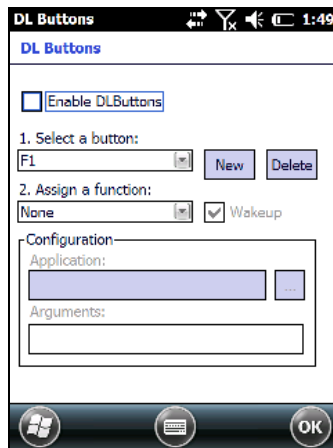 DL Buttons 1:49
DL Buttons
Enable DLButtons
1. Select a button:
F1 New Delete
2. Assign a function:
None Wakeup
Configuration
Application:
...
Arguments:
OK